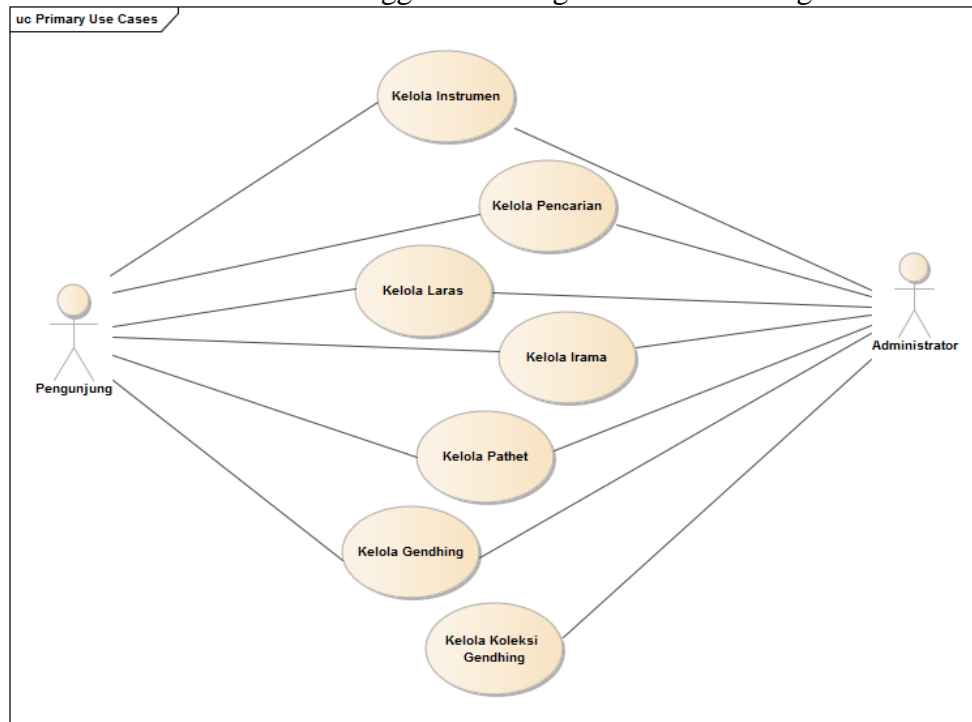 uc Primary Use Cases
Kelola Instrumen
Kelola Pencarian
Kelola Laras
Kelola Irama
Administrator
Pengunjung
Kelola Pathet
Kelola Gendhing
Kelola Koleksi
Gendhing